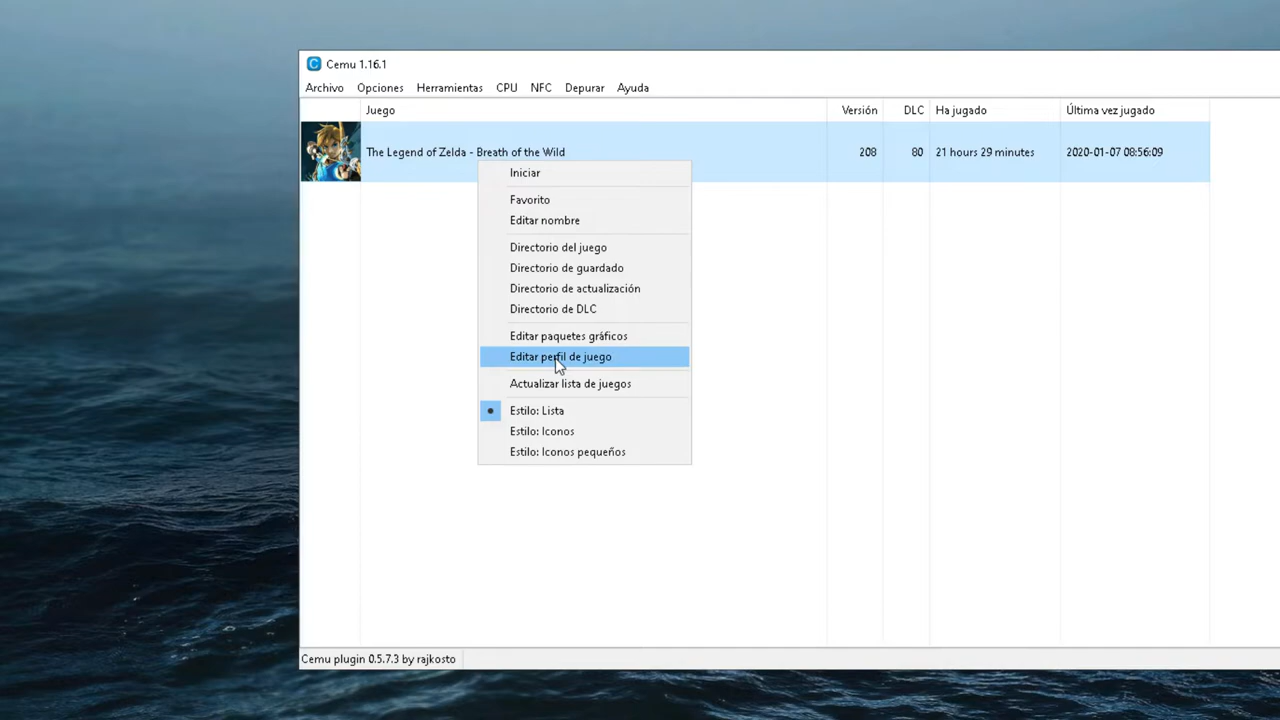 Cemu 1.16.1
Archivo Opciones Herramientas CPU NFC Depurar Ayuda
Juego Versión DLC Ha jugado Última vez jugado
The Legend of Zelda - Breath of the Wild 208 80 21 hours 29 minutes 2020-01-07 08:56:09
Iniciar
Favorito
Editar nombre
Directorio del juego
Directorio de guardado
Directorio de actualización
Directorio de DLC
Editar paquetes gráficos
Editar perfil de juego
Actualizar lista de juegos
Estilo: Lista
Estilo: Iconos
Estilo: Iconos pequeños
Cemu plugin 0.5.7.3 by rajkosto